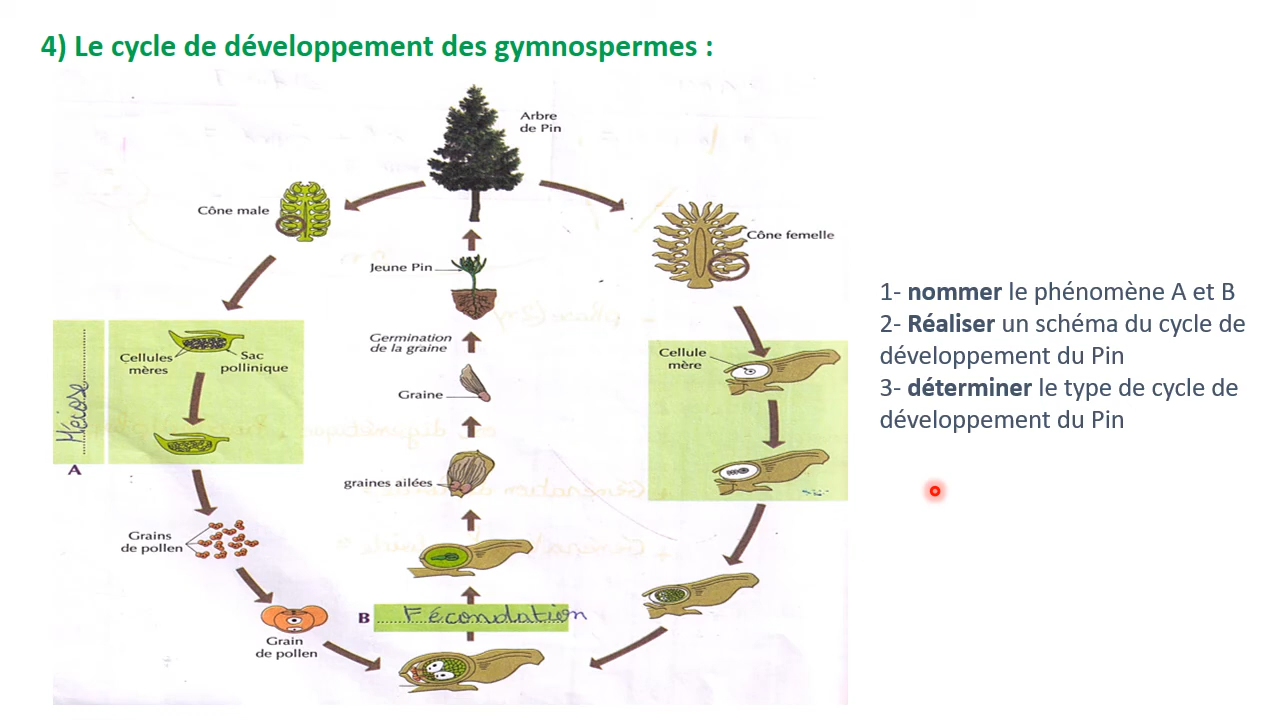 4) Le cycle de développement des gymnospermes :
Arbre
de Pin
Cône male
Cône femelle
Jeune Pin
Germination
de la graine
Graine
graines ailées
Cellules
mères
Sac
pollinique
Méiose
A
Cellule
mère
Grains
de pollen
Grain
de pollen
B
Fécondation
1- nommer le phénomène A et B
2- Réaliser un schéma du cycle de
développement du Pin
3- déterminer le type de cycle de
développement du Pin